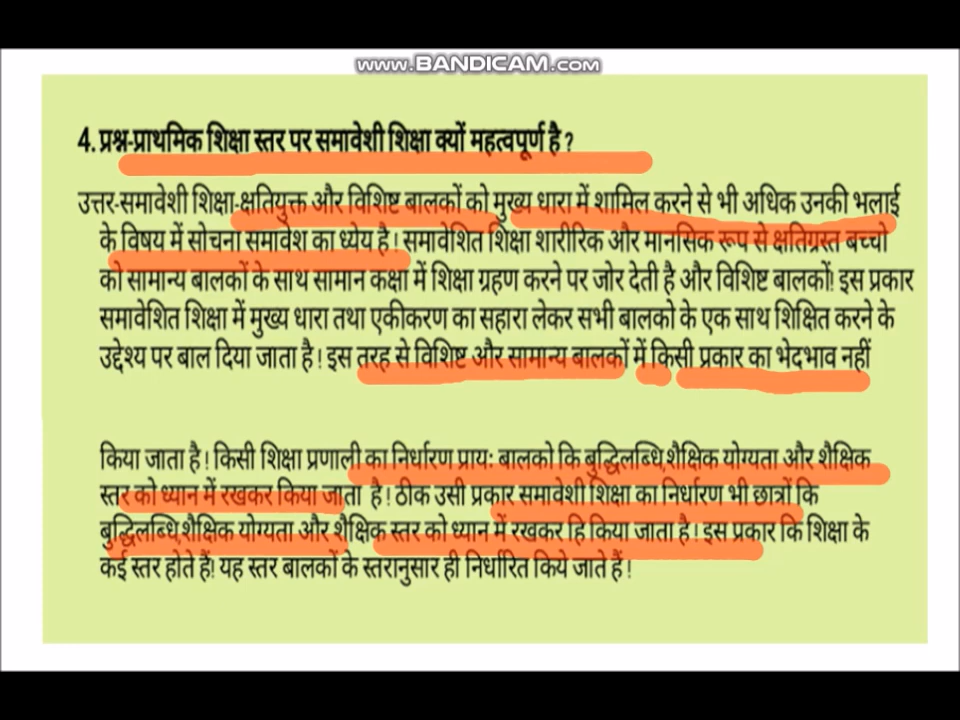 www.BANDICAM.com
4. प्रश्न-प्राथमिक शिक्षा स्तर पर समावेशी शिक्षा क्यों महत्वपूर्ण है ?
उत्तर-समावेशी शिक्षा-क्षतियुक्त और विशिष्ट बालकों को मुख्य धारा में शामिल करने से भी अधिक उनकी भलाई
के विषय में सोचना समावेश का ध्येय है ! समावेशित शिक्षा शारीरिक और मानसिक रूप से क्षतिग्रस्त बच्चो
को सामान्य बालकों के साथ सामान कक्षा में शिक्षा ग्रहण करने पर जोर देती है और विशिष्ट बालकों! इस प्रकार
समावेशित शिक्षा में मुख्य धारा तथा एकीकरण का सहारा लेकर सभी बालको के एक साथ शिक्षित करने के
उद्देश्य पर बाल दिया जाता है ! इस तरह से विशिष्ट और सामान्य बालकों में किसी प्रकार का भेदभाव नहीं
किया जाता है ! किसी शिक्षा प्रणाली का निर्धारण प्रायः बालको कि बुद्धिलब्धि,शैक्षिक योग्यता और शैक्षिक
स्तर को ध्यान में रखकर किया जाता है ! ठीक उसी प्रकार समावेशी शिक्षा का निर्धारण भी छात्रों कि
बुद्धिलब्धि,शैक्षिक योग्यता और शैक्षिक स्तर को ध्यान में रखकर हि किया जाता है ! इस प्रकार कि शिक्षा के
कई स्तर होते हैं! यह स्तर बालकों के स्तरानुसार ही निर्धारित किये जाते हैं !